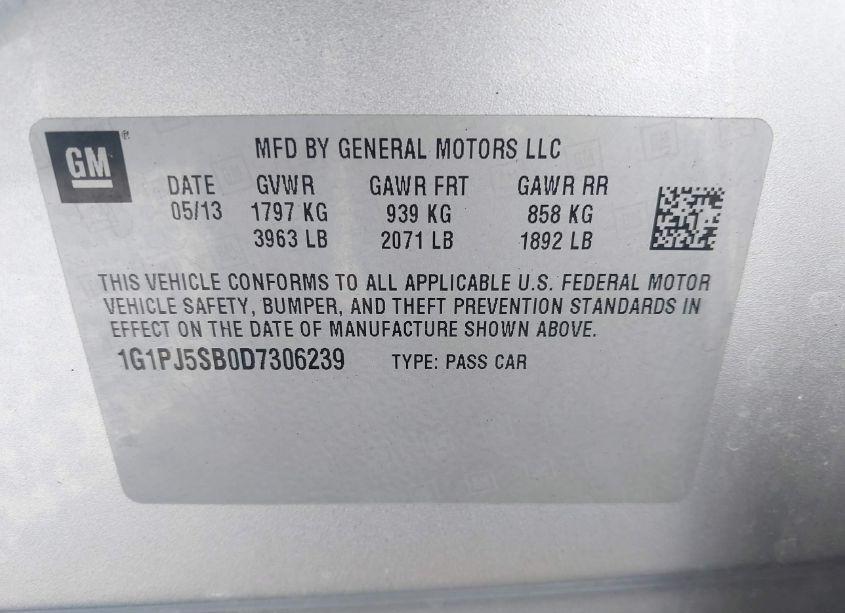 GM ®
MFD BY GENERAL MOTORS LLC
DATE GVWR GAWR FRT GAWR RR
05/13 1797 KG 939 KG 858 KG
3963 LB 2071 LB 1892 LB
THIS VEHICLE CONFORMS TO ALL APPLICABLE U.S. FEDERAL MOTOR
VEHICLE SAFETY, BUMPER, AND THEFT PREVENTION STANDARDS IN
EFFECT ON THE DATE OF MANUFACTURE SHOWN ABOVE.
1G1PJ5SB0D7306239 TYPE: PASS CAR